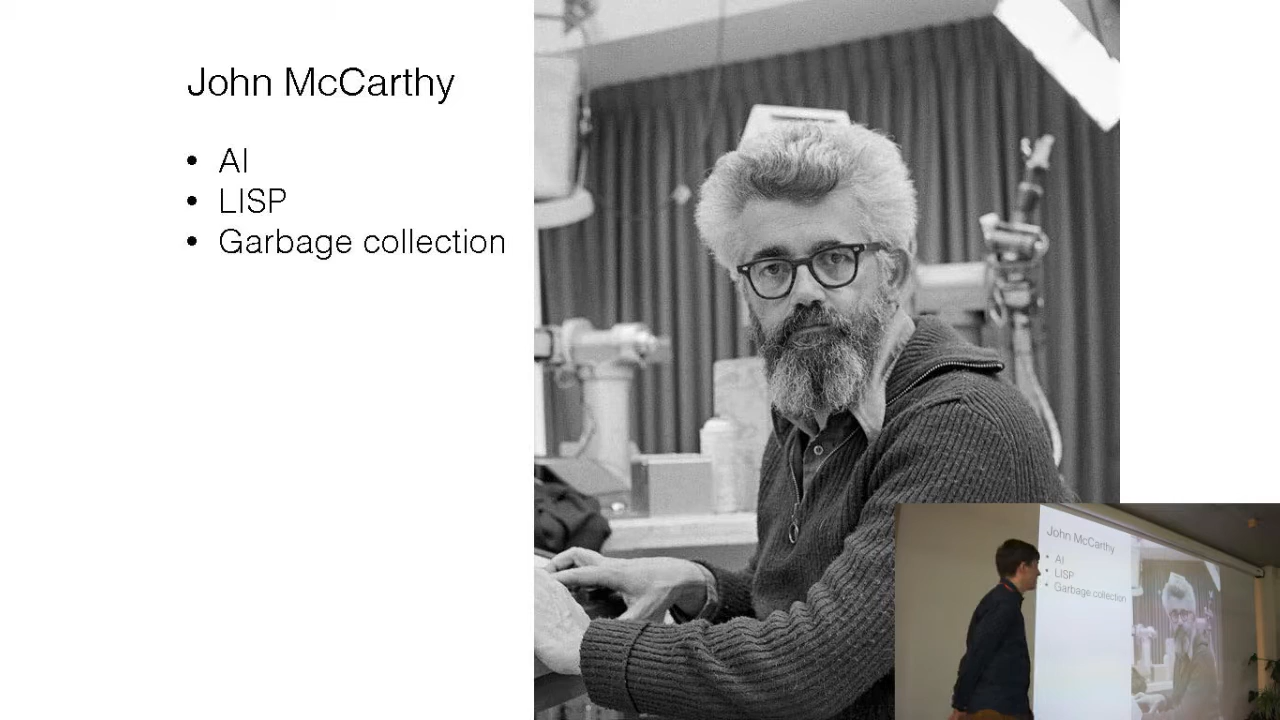 John McCarthy
• AI
• LISP
• Garbage collection
John McCarthy
• AI
• LISP
• Garbage collection